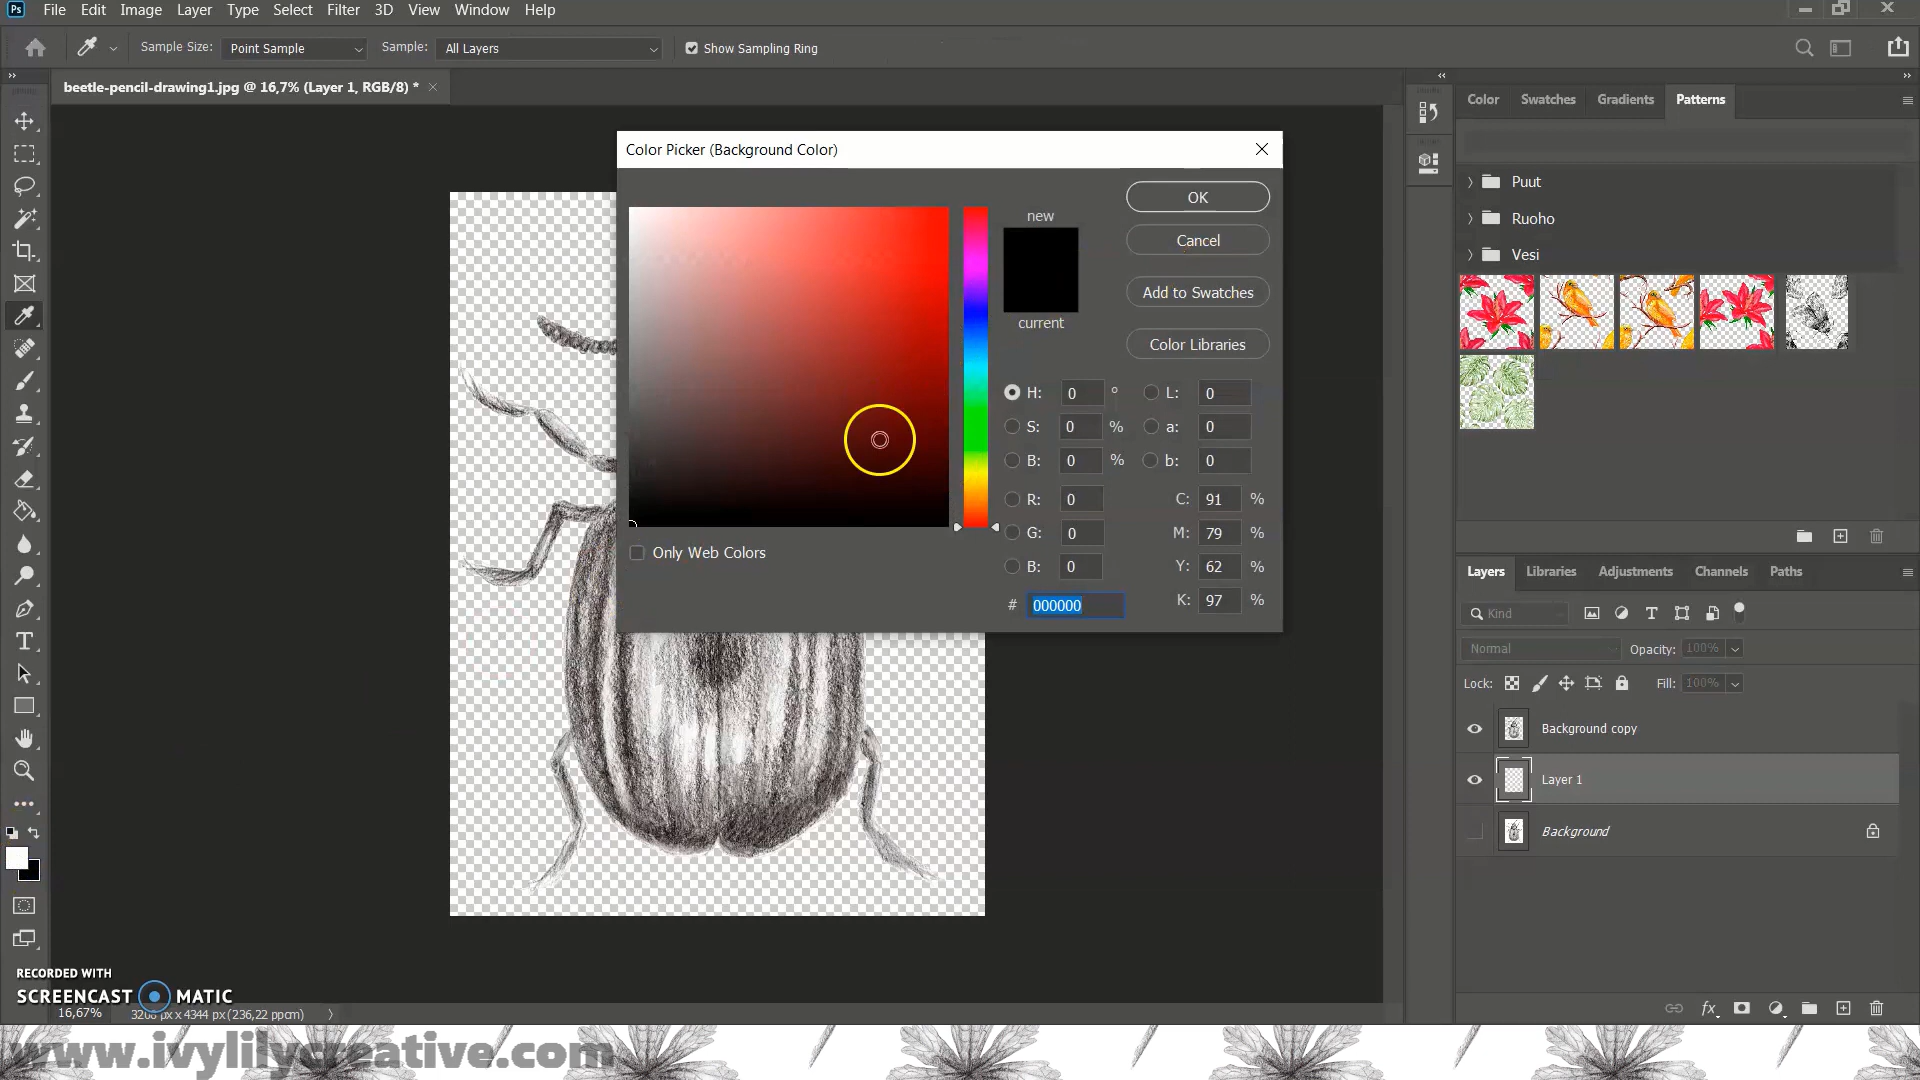 Ps File Edit Image Layer Type Select Filter 3D View Window Help
Sample Size: Point Sample Sample: All Layers Show Sampling Ring
beetle-pencil-drawing1.jpg @ 16,7% (Layer 1, RGB/8) *
Color Swatches Gradients Patterns
Puut
Ruoho
Vesi
Color Picker (Background Color)
new
current
OK
Cancel
Add to Swatches
Color Libraries
H: 0 ° L: 0
S: 0 % a: 0
B: 0 % b: 0
R: 0 C: 91 %
G: 0 M: 79 %
B: 0 Y: 62 %
# 000000 K: 97 %
Only Web Colors
Layers Libraries Adjustments Channels Paths
Kind
Normal Opacity: 100%
Lock: Fill: 100%
Background copy
Layer 1
Background
fx
RECORDED WITH
SCREENCAST MATIC
16,67% 3268 px x 4344 px (236,22 ppcm)
www.ivylilycreative.com